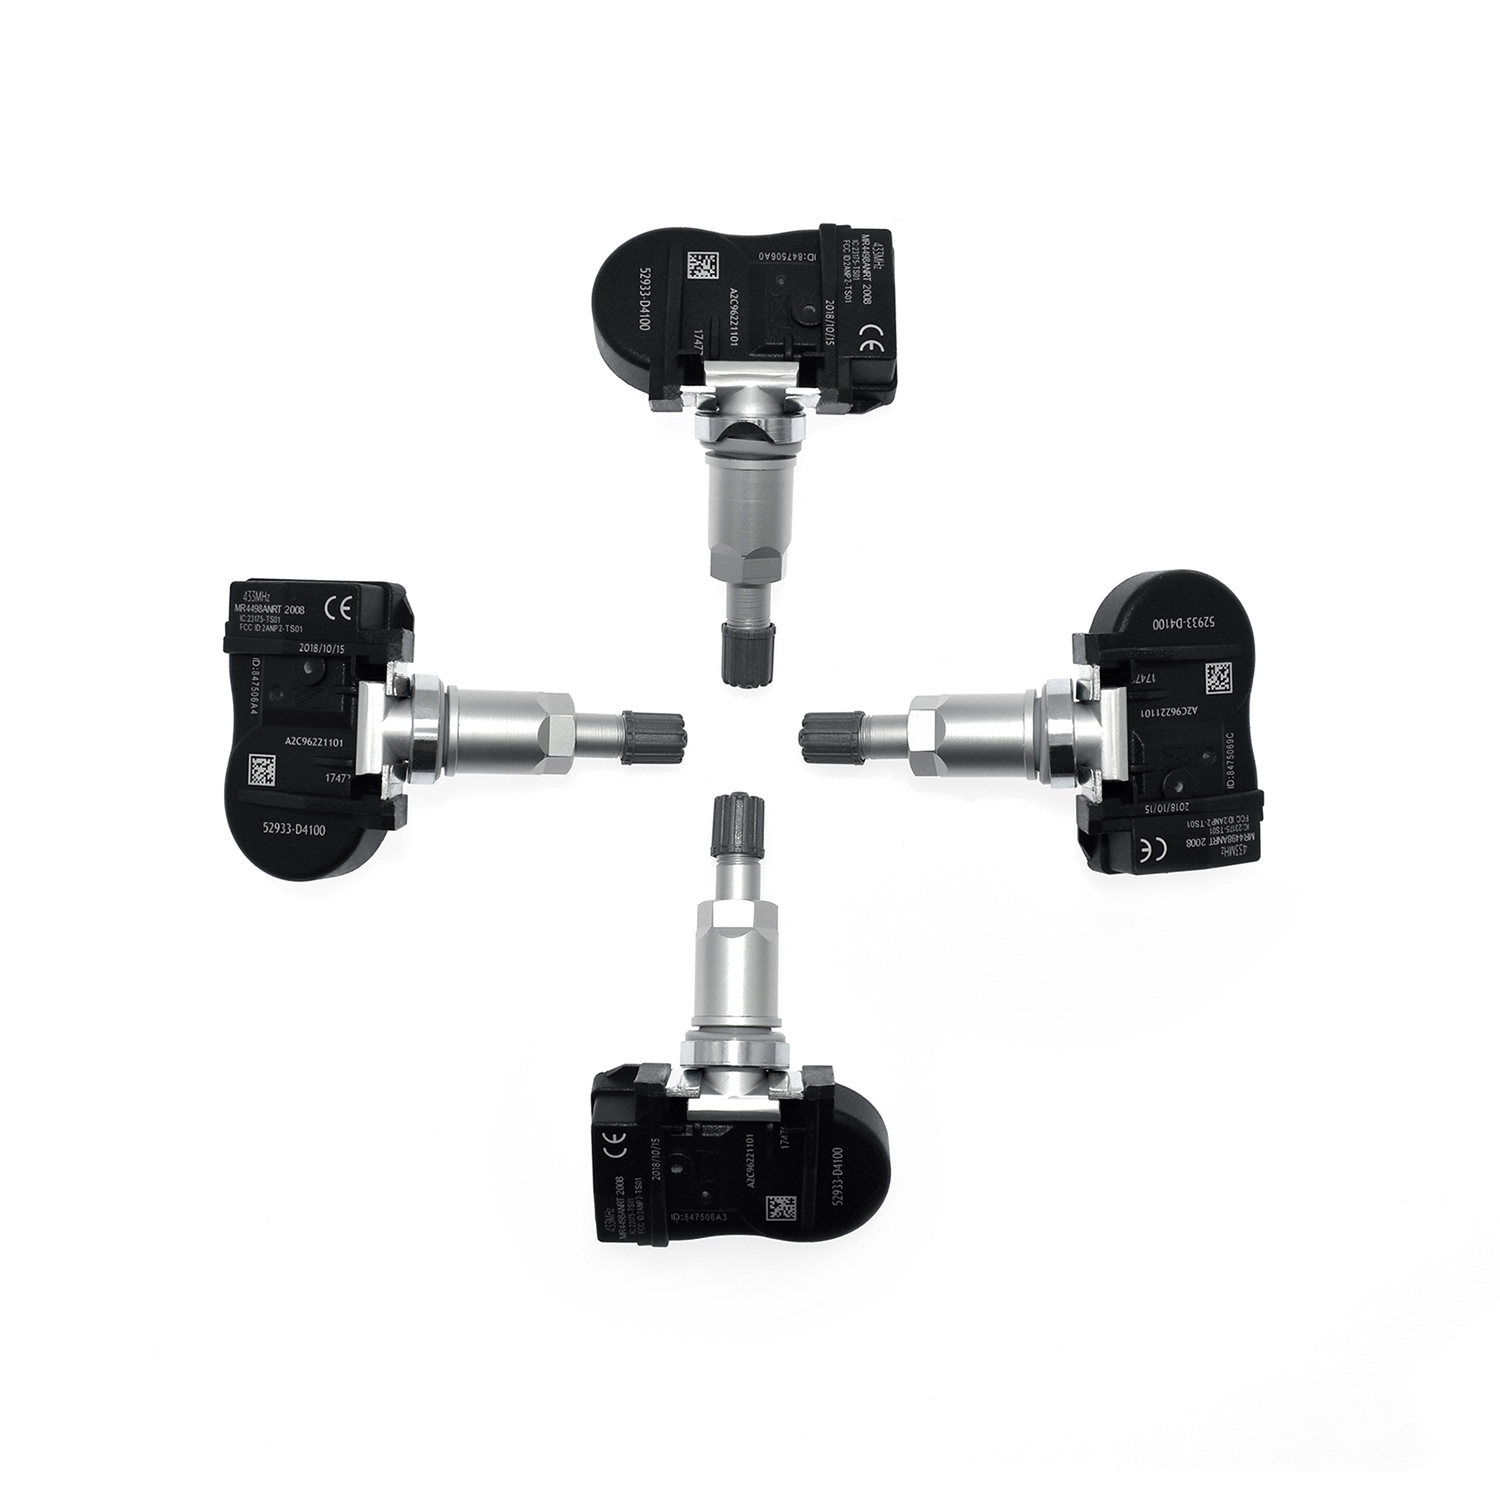 433MHz
MR4498ANRT 2008
IC:23175-TS01
FCC ID:2ANP2-TS01
CE
2018/10/15
ID:847506A0
A2C96221101
1747
52933-D4100
433MHz
MR4498ANRT 2008
IC:23175-TS01
FCC ID:2ANP2-TS01
CE
2018/10/15
ID:847506A4
A2C96221101
1747
52933-D4100
52933-D4100
1747
A2C96221101
ID:8475069C
2018/10/15
FCC ID:2ANP2-TS01
IC:23175-TS01
MR4498ANRT 2008
433MHz
CE
433MHz
MR4498ANRT 2008
IC:23175-TS01
FCC ID:2ANP2-TS01
CE
2018/10/15
ID:847506A3
A2C96221101
1747
52933-D4100